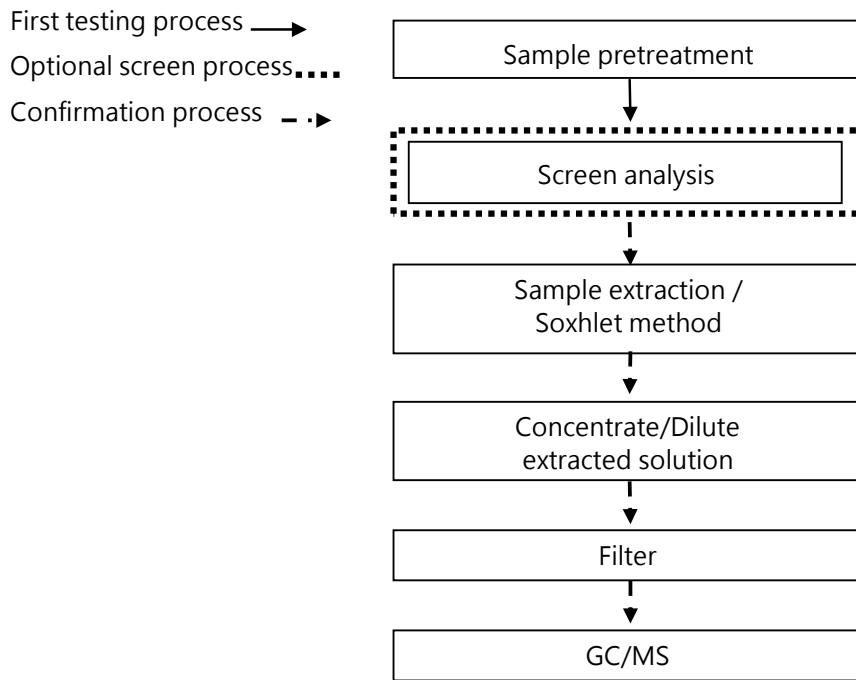 First testing process
Optional screen process
Confirmation process
Sample pretreatment
Screen analysis
Sample extraction /
Soxhlet method
Concentrate/Dilute
extracted solution
Filter
GC/MS